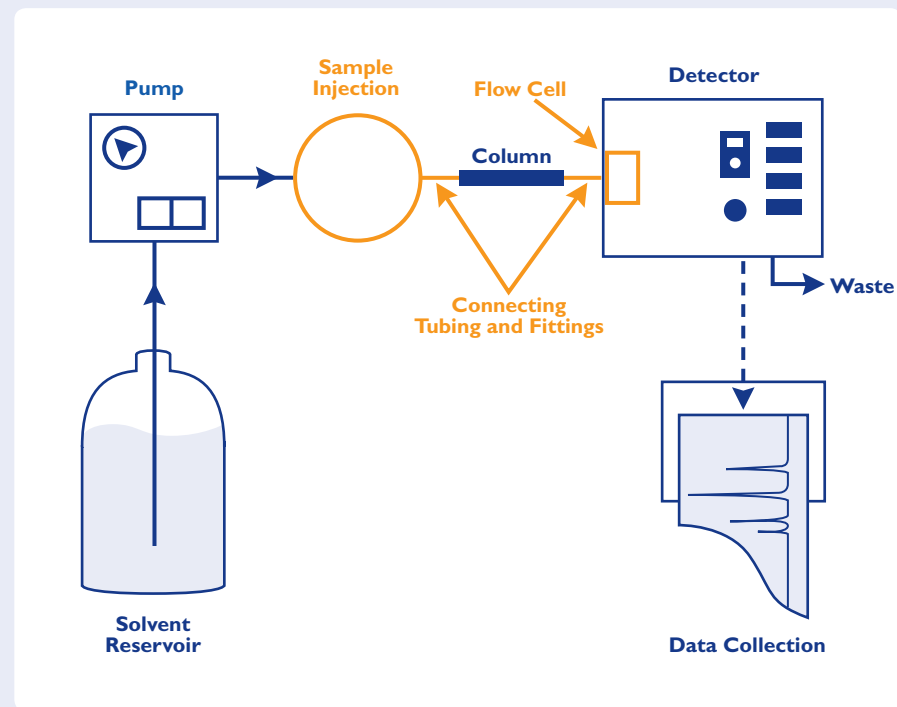 Pump
Sample
Injection
Flow Cell
Detector
Column
Connecting
Tubing and Fittings
Waste
Solvent
Reservoir
Data Collection